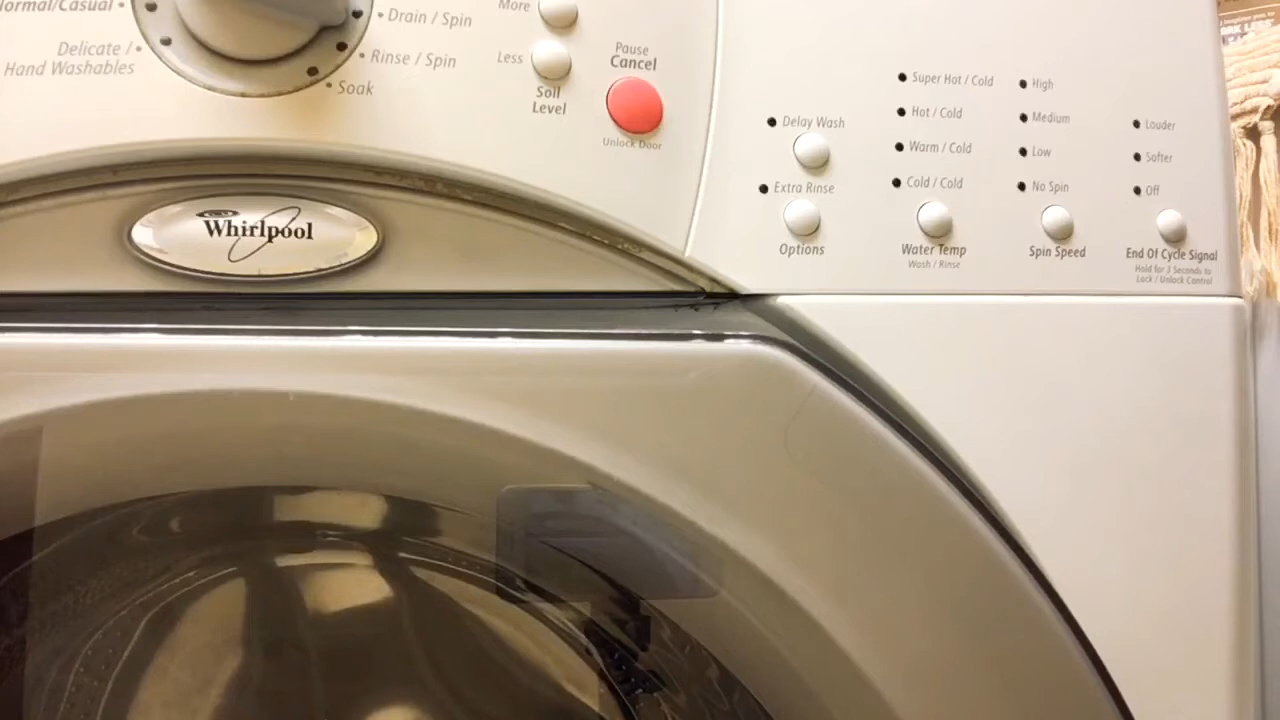 Normal/Casual
Delicate /
Hand Washables
Drain / Spin
Rinse / Spin
Soak
More
Less
Soil
Level
Pause
Cancel
Unlock Door
Delay Wash
Extra Rinse
Options
Super Hot / Cold
Hot / Cold
Warm / Cold
Cold / Cold
Water Temp
Wash / Rinse
High
Medium
Low
No Spin
Spin Speed
Louder
Softer
Off
End Of Cycle Signal
Hold for 3 Seconds to
Lock / Unlock Control
Whirlpool